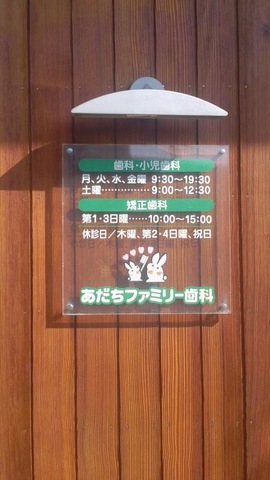 歯科・小児歯科
月、火、水、金曜 9:30～19:30
土曜……………… 9:00～12:30
矯正歯科
第1・3日曜……10:00～15:00
休診日／木曜、第2・4日曜、祝日
あだちファミリー歯科